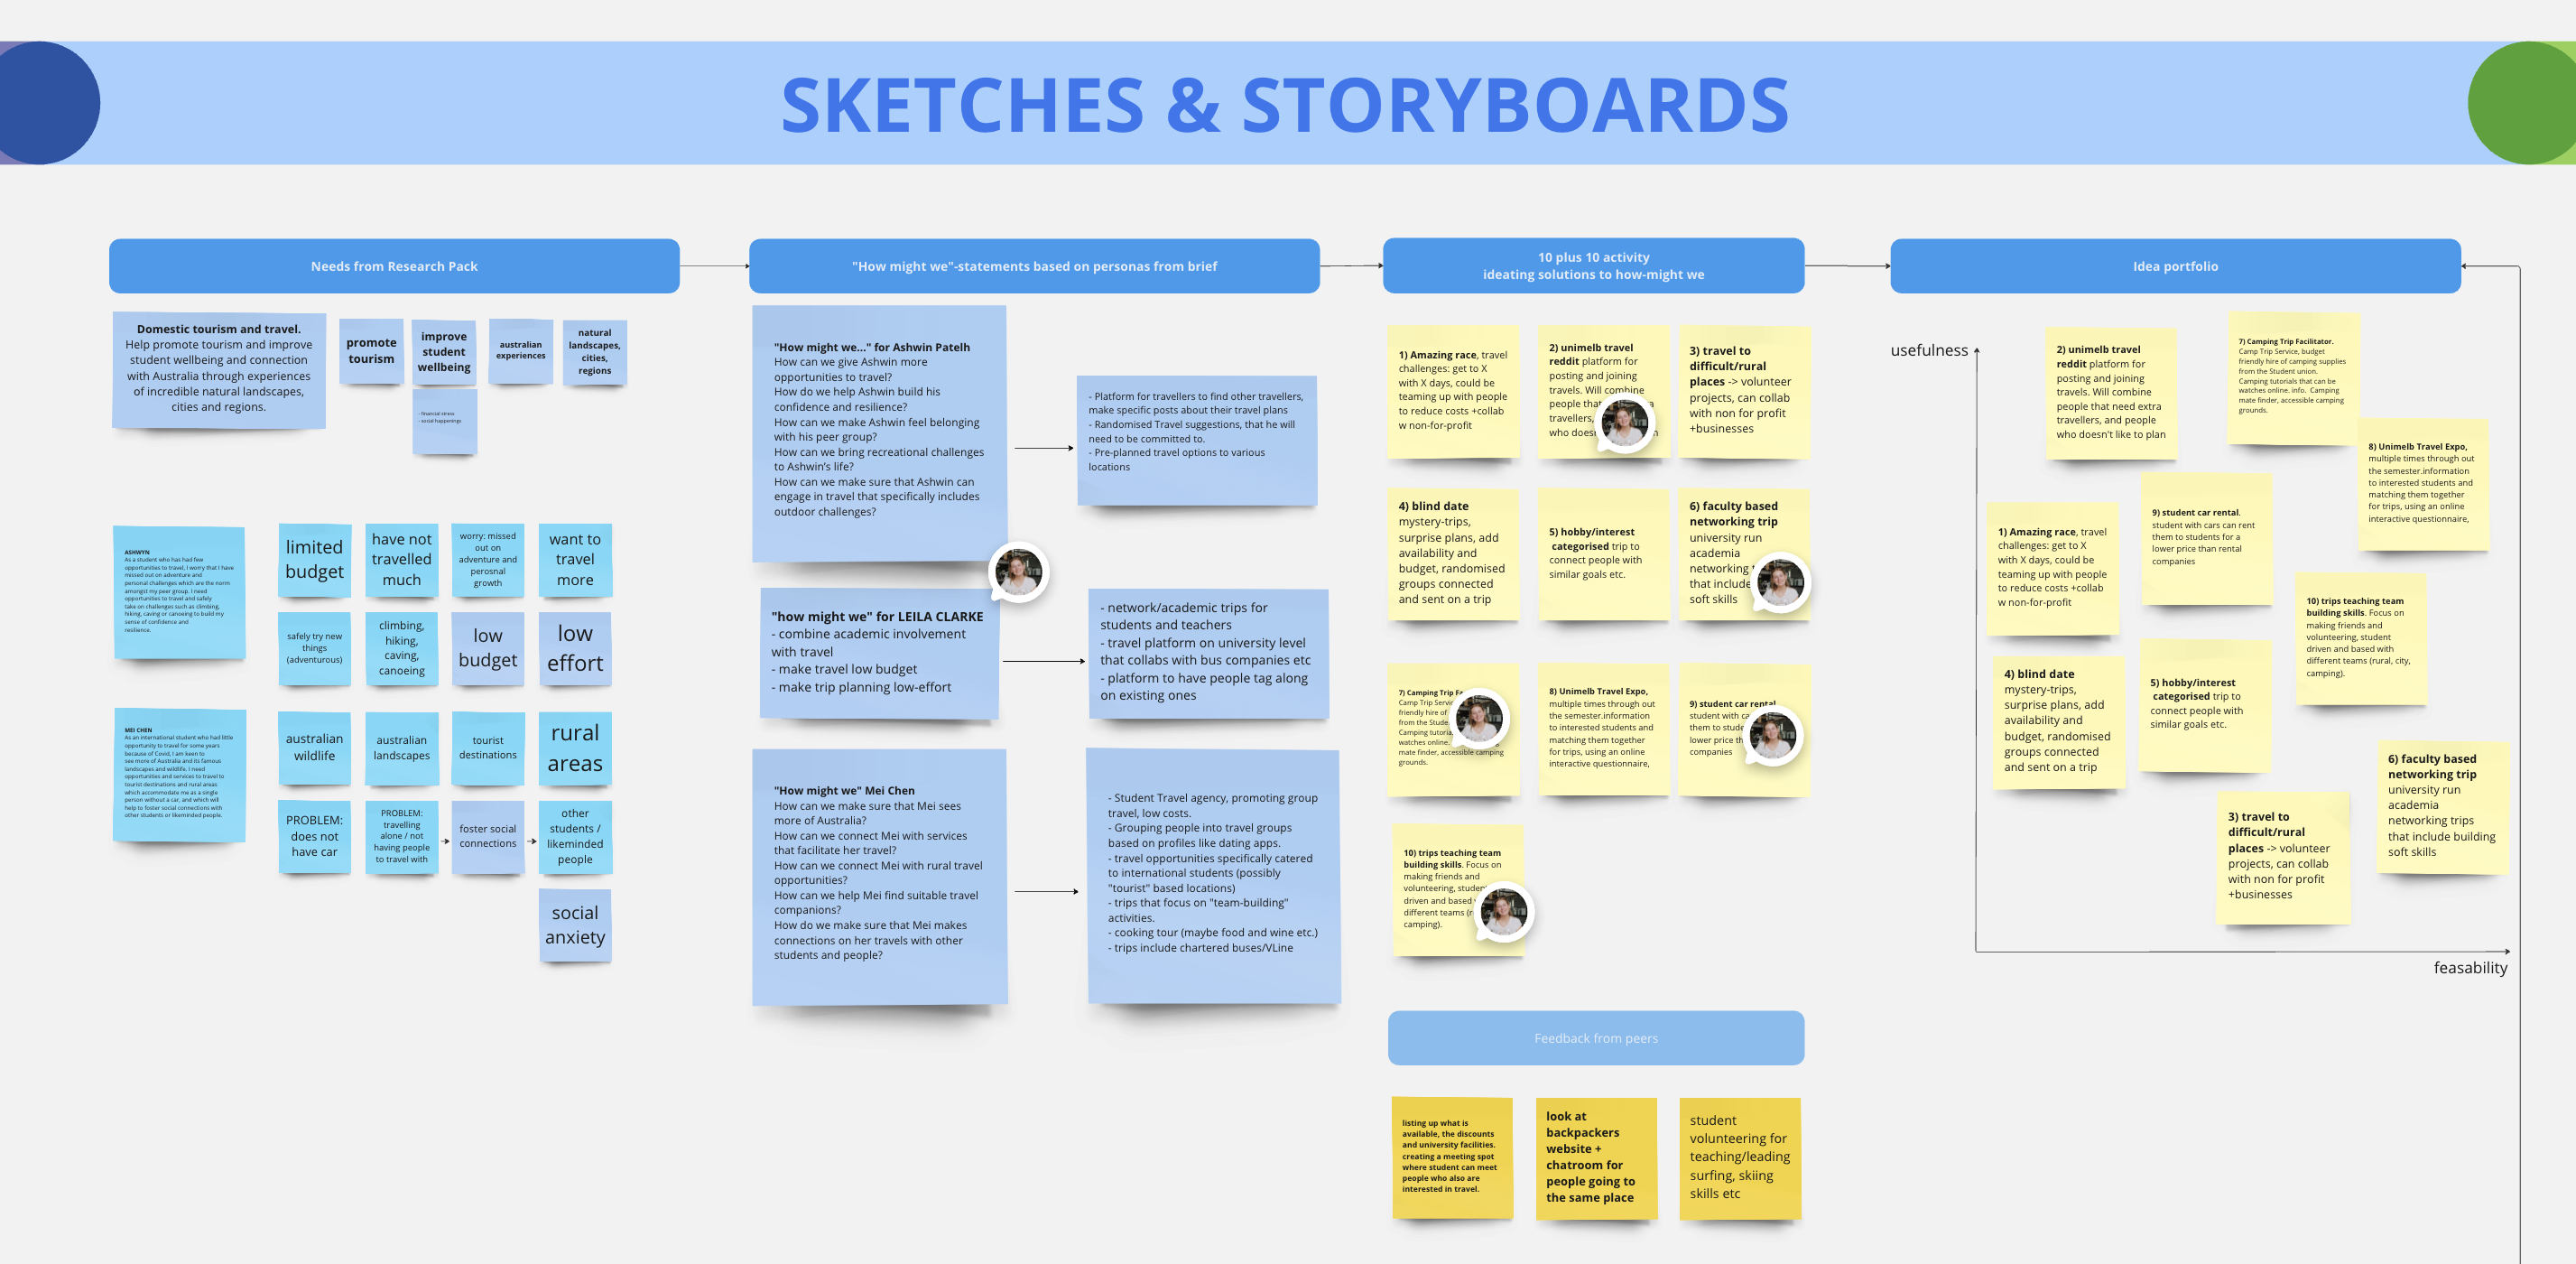 SKETCHES & STORYBOARDS
Needs from Research Pack
Domestic tourism and travel.
Help promote tourism and improve
student wellbeing and connection
with Australia through experiences
of incredible natural landscapes,
cities and regions.
promote
tourism
improve
student
wellbeing
australian
experiences
natural
landscapes,
cities,
regions
- financial stress
- social happenings
ASHWYN
As a student who has had few
opportunities to travel, I worry that I have
missed out on adventure and
personal challenges which are the norm
amongst my peer group. I need
opportunities to travel and safely
take on challenges such as climbing,
hiking, caving or canoeing to build my
sense of confidence and
resilience.
limited
budget
have not
travelled
much
worry: missed
out on
adventure and
perosnal
growth
want to
travel
more
safely try new
things
(adventurous)
climbing,
hiking,
caving,
canoeing
low
budget
low
effort
MEI CHEN
As an international student who had little
opportunity to travel for some years
because of Covid, I am keen to
see more of Australia and its famous
landscapes and wildlife. I need
opportunities and services to travel to
tourist destinations and rural areas
which accommodate me as a single
person without a car, and which will
help to foster social connections with
other students or likeminded people.
australian
wildlife
australian
landscapes
tourist
destinations
rural
areas
PROBLEM:
does not
have car
PROBLEM:
travelling
alone / not
having people
to travel with
foster social
connections
other
students /
likeminded
people
social
anxiety
"How might we"-statements based on personas from brief
"How might we..." for Ashwin Patelh
How can we give Ashwin more
opportunities to travel?
How do we help Ashwin build his
confidence and resilience?
How can we make Ashwin feel belonging
with his peer group?
How can we bring recreational challenges
to Ashwin's life?
How can we make sure that Ashwin can
engage in travel that specifically includes
outdoor challenges?
- Platform for travellers to find other travellers,
make specific posts about their travel plans
- Randomised Travel suggestions, that he will
need to be committed to.
- Pre-planned travel options to various
locations
"how might we" for LEILA CLARKE
- combine academic involvement
with travel
- make travel low budget
- make trip planning low-effort
- network/academic trips for
students and teachers
- travel platform on university level
that collabs with bus companies etc
- platform to have people tag along
on existing ones
"How might we" Mei Chen
How can we make sure that Mei sees
more of Australia?
How can we connect Mei with services
that facilitate her travel?
How can we connect Mei with rural travel
opportunities?
How can we help Mei find suitable travel
companions?
How do we make sure that Mei makes
connections on her travels with other
students and people?
- Student Travel agency, promoting group
travel, low costs.
- Grouping people into travel groups
based on profiles like dating apps.
- travel opportunities specifically catered
to international students (possibly
"tourist" based locations)
- trips that focus on "team-building"
activities.
- cooking tour (maybe food and wine etc.)
- trips include chartered buses/VLine
10 plus 10 activity
ideating solutions to how-might we
1) Amazing race, travel
challenges: get to X
with X days, could be
teaming up with people
to reduce costs +collab
w non-for-profit
2) unimelb travel
reddit platform for
posting and joining
travels. Will combine
people that
travellers,
who
3) travel to
difficult/rural
places -> volunteer
projects, can collab
with non for profit
+businesses
4) blind date
mystery-trips,
surprise plans, add
availability and
budget, randomised
groups connected
and sent on a trip
5) hobby/interest
categorised trip to
connect people with
similar goals etc.
6) faculty based
networking trip
university run
academia
networking
that include
soft skills
7) Camping Trip
Camp Trip
friendly hire of
from the
Camping
watches online.
mate finder, accessible camping
grounds.
8) Unimelb Travel Expo,
multiple times through out
the semester.information
to interested students and
matching them together
for trips, using an online
interactive questionnaire,
9) student car rental
student with
them to
lower price
companies
10) trips teaching team
building skills. Focus on
making friends and
volunteering,
driven and based
different teams
camping).
Feedback from peers
listing up what is
available, the discounts
and university facilities.
creating a meeting spot
where student can meet
people who also are
interested in travel.
look at
backpackers
website +
chatroom for
people going to
the same place
student
volunteering for
teaching/leading
surfing, skiing
skills etc
Idea portfolio
usefulness
2) unimelb travel
reddit platform for
posting and joining
travels. Will combine
people that need extra
travellers, and people
who doesn't like to plan
7) Camping Trip Facilitator.
Camp Trip Service, budget
friendly hire of camping supplies
from the Student union.
Camping tutorials that can be
watches online. info. Camping
mate finder, accessible camping
grounds.
8) Unimelb Travel Expo,
multiple times through out
the semester.information
to interested students and
matching them together
for trips, using an online
interactive questionnaire,
1) Amazing race, travel
challenges: get to X
with X days, could be
teaming up with people
to reduce costs +collab
w non-for-profit
9) student car rental.
student with cars can rent
them to students for a
lower price than rental
companies
10) trips teaching team
building skills. Focus on
making friends and
volunteering, student
driven and based with
different teams (rural, city,
camping).
4) blind date
mystery-trips,
surprise plans, add
availability and
budget, randomised
groups connected
and sent on a trip
5) hobby/interest
categorised trip to
connect people with
similar goals etc.
6) faculty based
networking trip
university run
academia
networking trips
that include building
soft skills
3) travel to
difficult/rural
places -> volunteer
projects, can collab
with non for profit
+businesses
feasability